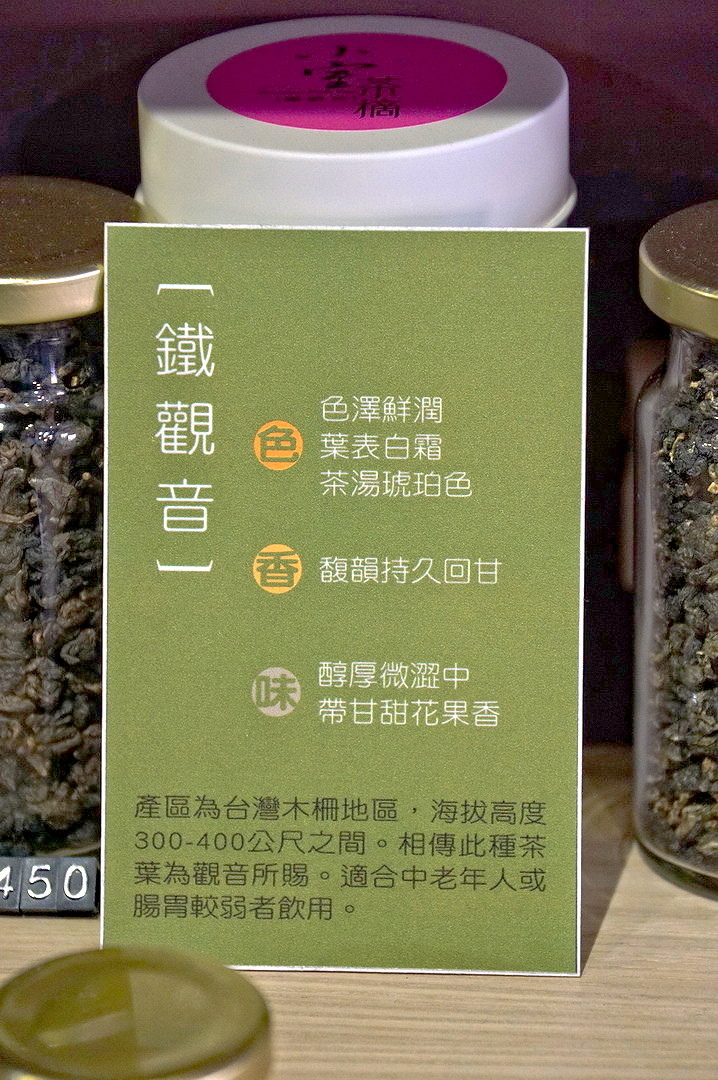 [鐵觀音]
色
色澤鮮潤
葉表白霜
茶湯琥珀色
香
馥韻持久回甘
味
醇厚微澀中
帶甘甜花果香
產區為台灣木柵地區，海拔高度
300-400公尺之間。相傳此種茶
葉為觀音所賜。適合中老年人或
腸胃較弱者飲用。
450